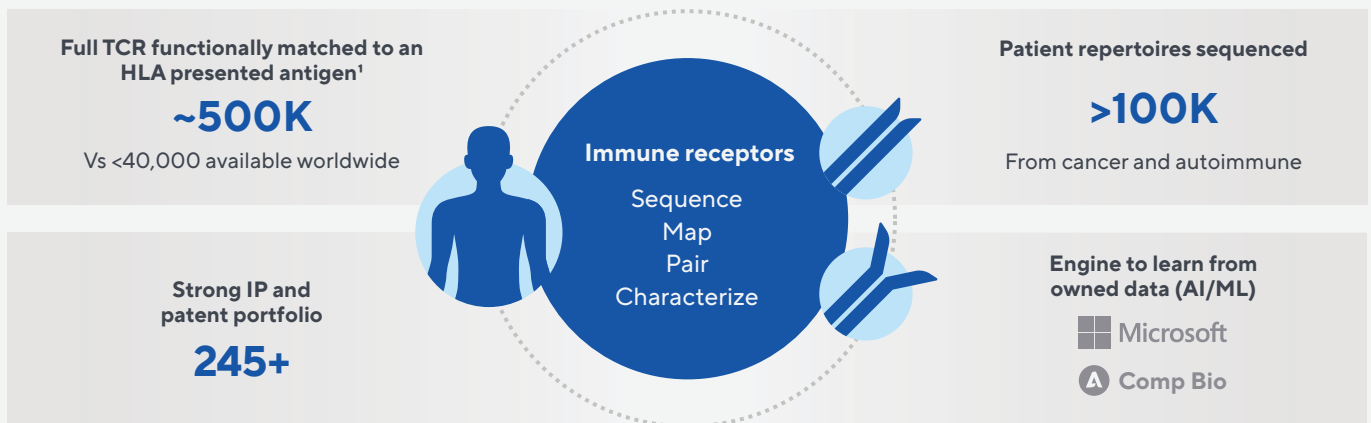 Full TCR functionally matched to an
HLA presented antigen¹
~500K
Vs <40,000 available worldwide
Strong IP and
patent portfolio
245+
Immune receptors
Sequence
Map
Pair
Characterize
Patient repertoires sequenced
>100K
From cancer and autoimmune
Engine to learn from
owned data (AI/ML)
Microsoft
A Comp Bio